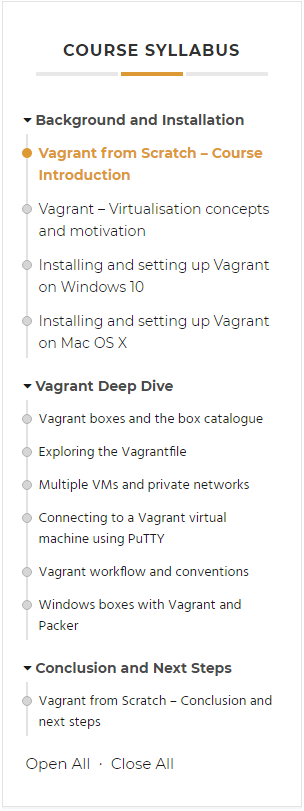 COURSE SYLLABUS
Background and Installation
Vagrant from Scratch – Course
Introduction
Vagrant – Virtualisation concepts
and motivation
Installing and setting up Vagrant
on Windows 10
Installing and setting up Vagrant
on Mac OS X
Vagrant Deep Dive
Vagrant boxes and the box catalogue
Exploring the Vagrantfile
Multiple VMs and private networks
Connecting to a Vagrant virtual
machine using PuTTY
Vagrant workflow and conventions
Windows boxes with Vagrant and
Packer
Conclusion and Next Steps
Vagrant from Scratch – Conclusion and
next steps
Open All · Close All